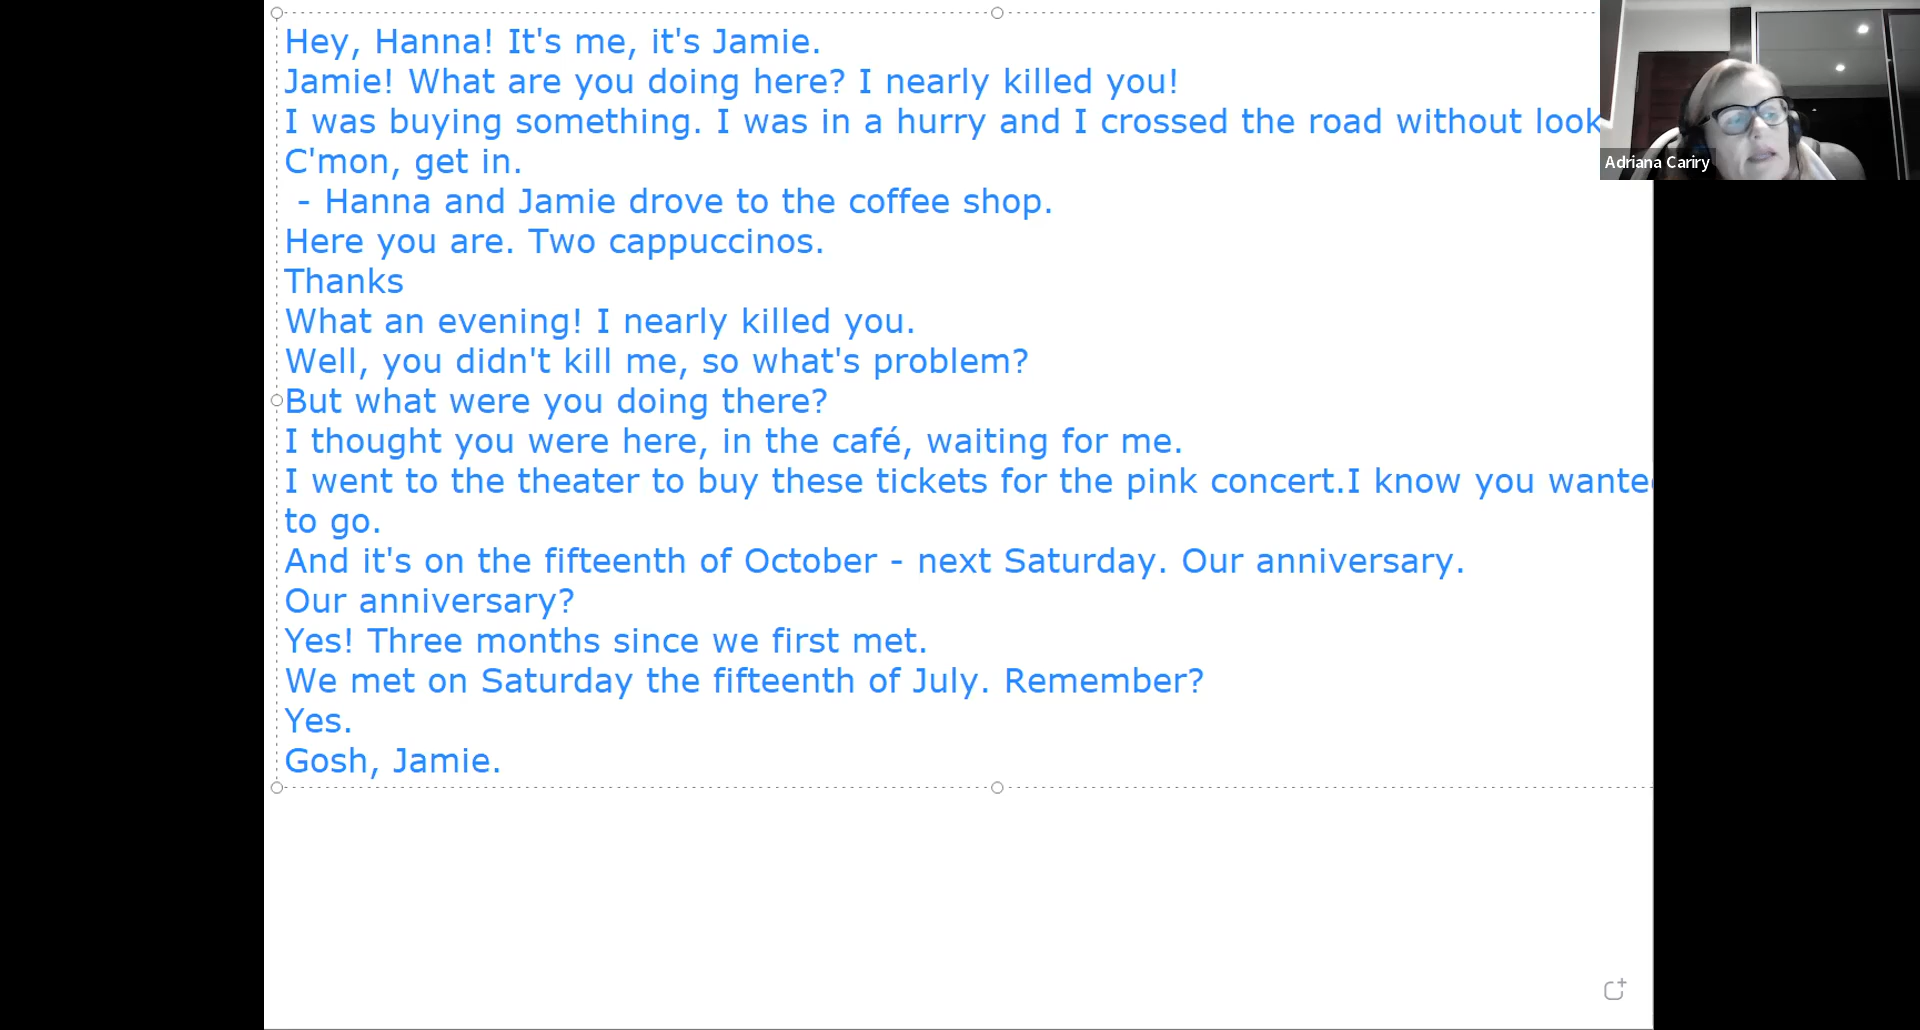 Hey, Hanna! It's me, it's Jamie.
Jamie! What are you doing here? I nearly killed you!
I was buying something. I was in a hurry and I crossed the road without look
C'mon, get in.
- Hanna and Jamie drove to the coffee shop.
Here you are. Two cappuccinos.
Thanks
What an evening! I nearly killed you.
Well, you didn't kill me, so what's problem?
But what were you doing there?
I thought you were here, in the café, waiting for me.
I went to the theater to buy these tickets for the pink concert.I know you wante
to go.
And it's on the fifteenth of October - next Saturday. Our anniversary.
Our anniversary?
Yes! Three months since we first met.
We met on Saturday the fifteenth of July. Remember?
Yes.
Gosh, Jamie.
Adriana Cariry